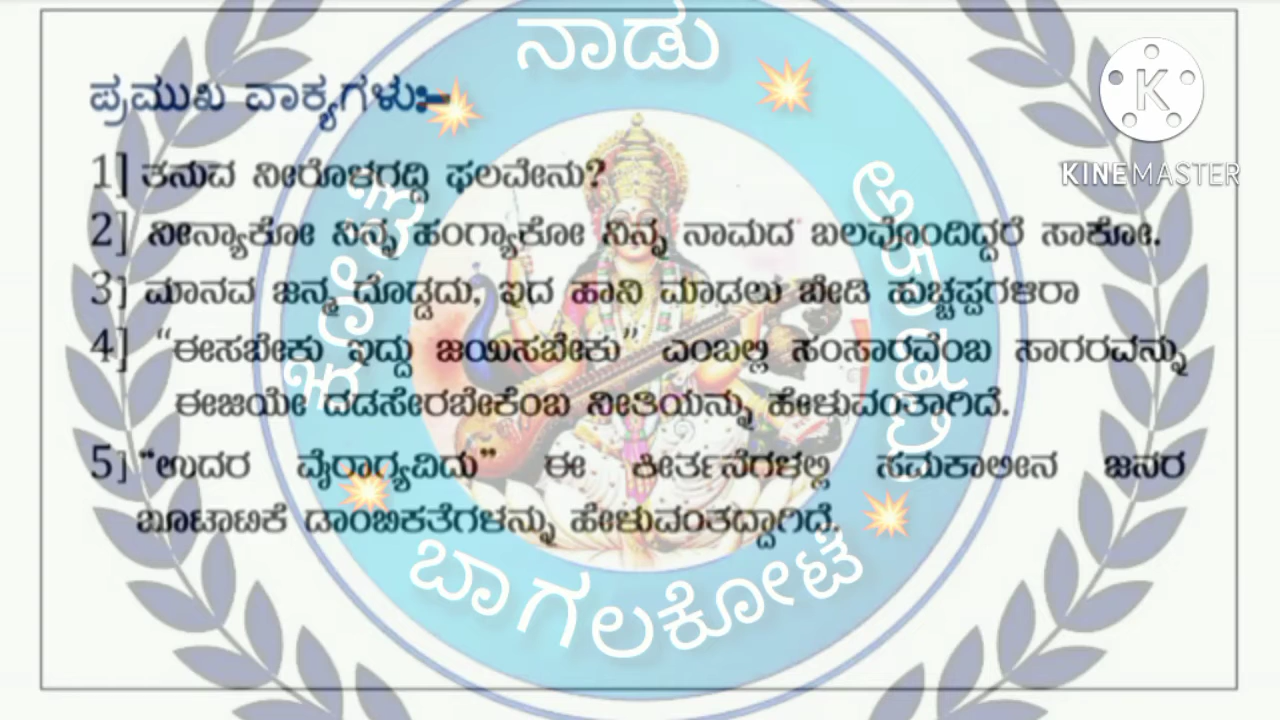 ನಾಡು
ಪ್ರಮುಖ ವಾಕ್ಯಗಳು:-
K
KINEMASTER
1] ತನುವ ನೀರೊಳಗದ್ದಿ ಫಲವೇನು?
2] ನೀನ್ಯಾಕೋ ನಿನ್ನ ಹಂಗ್ಯಾಕೋ ನಿನ್ನ ನಾಮದ ಬಲವೊಂದಿದ್ದರೆ ಸಾಕೋ.
3] ಮಾನವ ಜನ್ಮ ದೊಡ್ಡದು, ಇದ ಹಾನಿ ಮಾಡಲು ಬೇಡಿ ಹುಚ್ಚಪ್ಪಗಳಿರಾ
4] “ಈಸಬೇಕು ಇದ್ದು ಜಯಿಸಬೇಕು” ಎಂಬಲ್ಲಿ ಸಂಸಾರವೆಂಬ ಸಾಗರವನ್ನು
ಈಜಿಯೇ ದಡಸೇರಬೇಕೆಂಬ ನೀತಿಯನ್ನು ಹೇಳುವಂತಾಗಿದೆ.
5] “ಉದರ ವೈರಾಗ್ಯವಿದು” ಈ ಕೀರ್ತನೆಗಳಲ್ಲಿ ಸಮಕಾಲೀನ ಜನರ
ಬೂಟಾಟಿಕೆ ಡಾಂಬಿಕತೆಗಳನ್ನು ಹೇಳುವಂತದ್ದಾಗಿದೆ.
ಬಾಗಲಕೋಟೆ